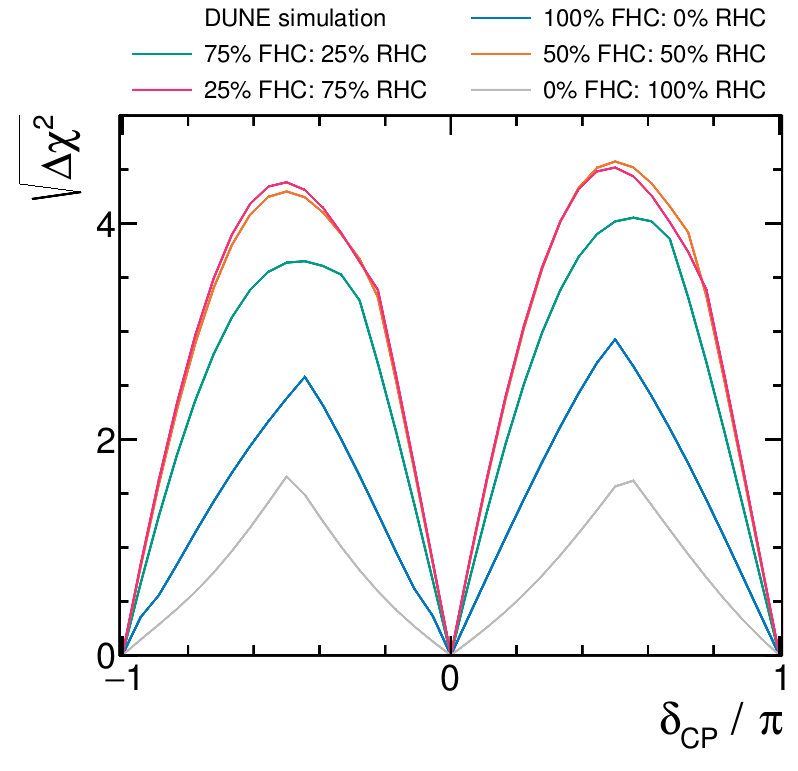 DUNE simulation
100% FHC: 0% RHC
75% FHC: 25% RHC
50% FHC: 50% RHC
25% FHC: 75% RHC
0% FHC: 100% RHC
√Δχ²
4
2
0
−1
0
1
δCP / π